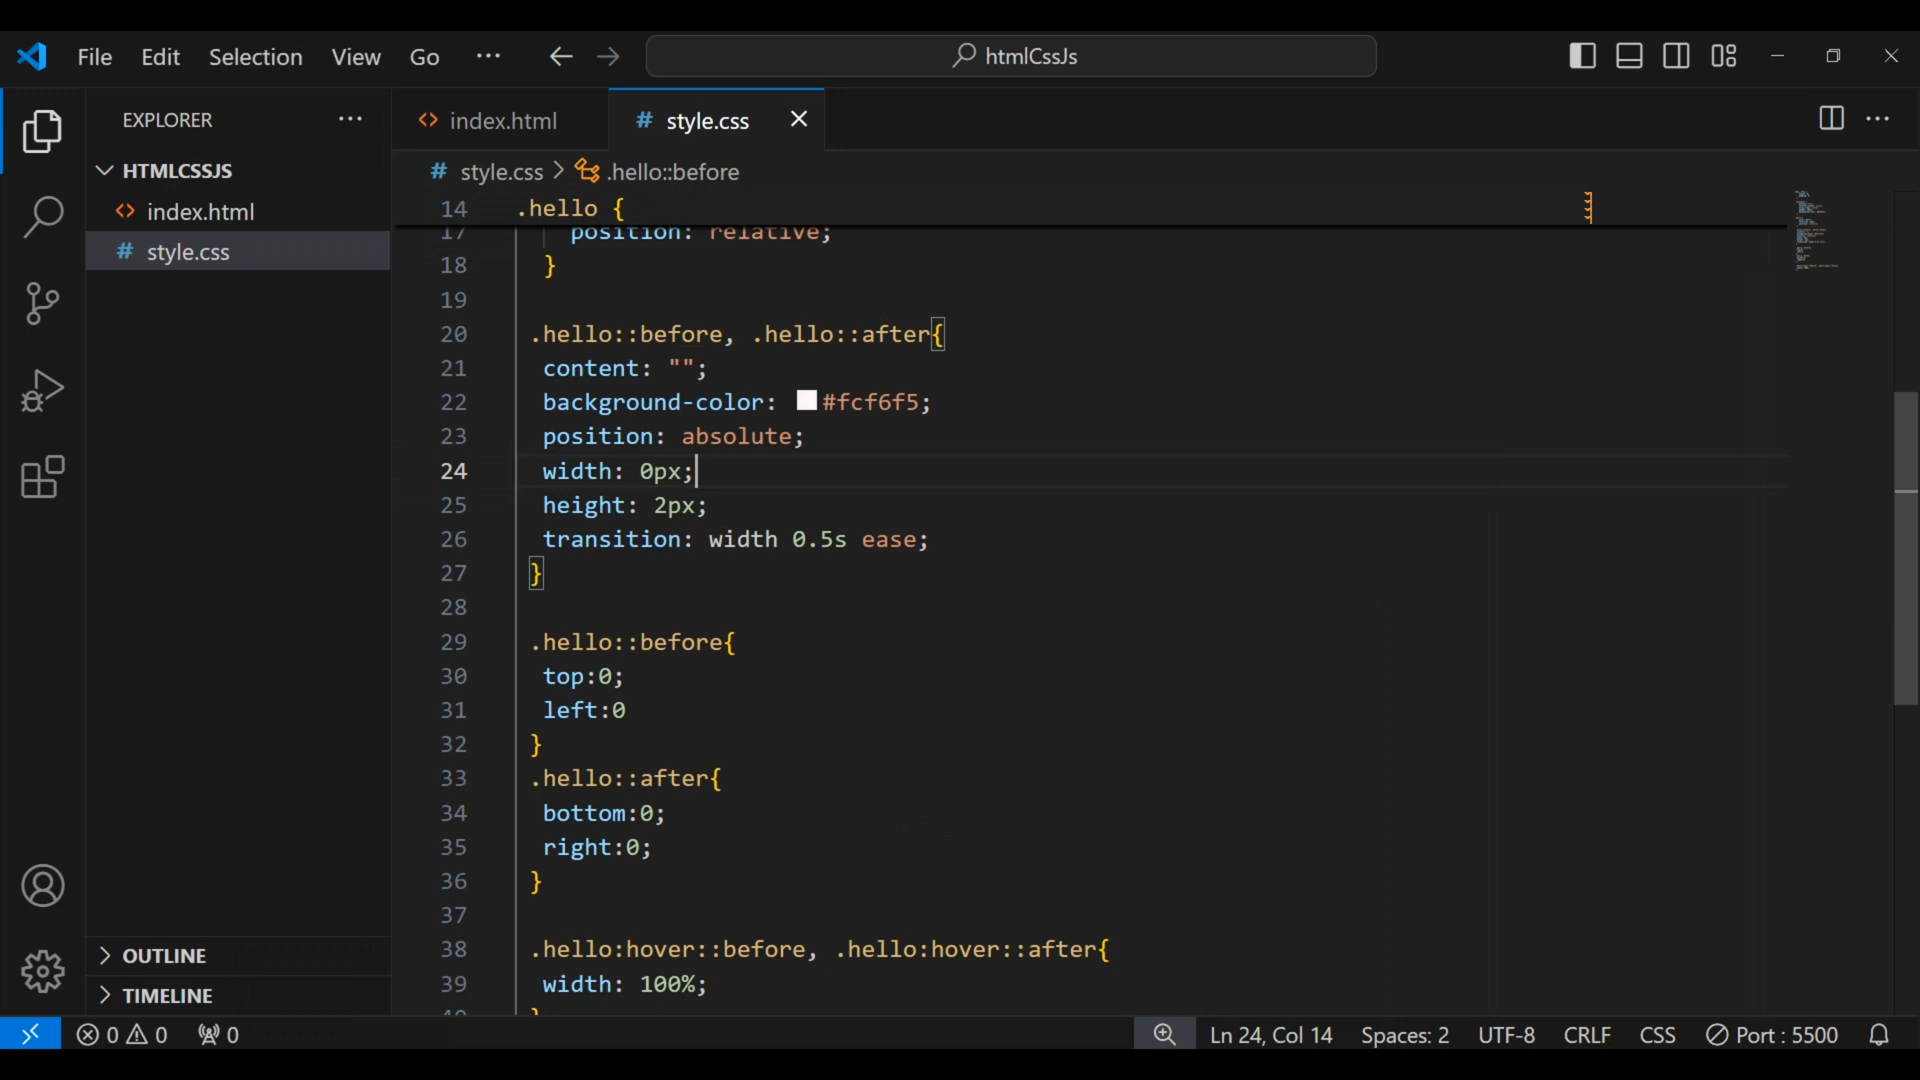 File Edit Selection View Go ··· htmlCssJs
EXPLORER ···
HTMLCSSJS
index.html
style.css
OUTLINE
TIMELINE
index.html # style.css
# style.css > .hello::before
14 .hello {
17 position: relative;
18 }
19
20 .hello::before, .hello::after{
21 content: "";
22 background-color: #fcf6f5;
23 position: absolute;
24 width: 0px;
25 height: 2px;
26 transition: width 0.5s ease;
27 }
28
29 .hello::before{
30 top:0;
31 left:0
32 }
33 .hello::after{
34 bottom:0;
35 right:0;
36 }
37
38 .hello:hover::before, .hello:hover::after{
39 width: 100%;
40 }
0 0 0 Ln 24, Col 14 Spaces: 2 UTF-8 CRLF CSS Port : 5500